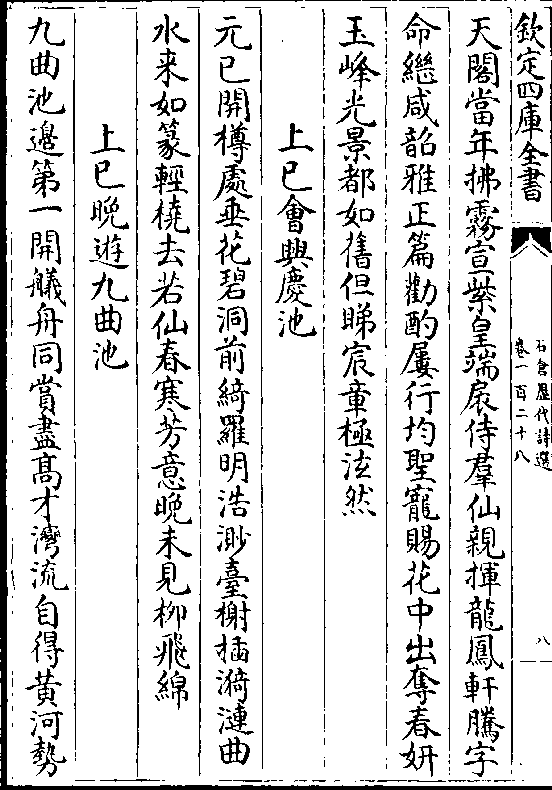 欽定四庫全書
石倉歷代詩選
卷一百二十八
八
天閣當年拂霧宣紫皇端扆侍羣仙親揮龍鳳軒騰字
命繼咸韶雅正篇勸酌屢行均聖寵賜花中出奪春妍
玉峰光景都如舊但睇宸章極泫然
上巳會興慶池
元巳開樽處垂花碧洞前綺羅明浩渺臺榭插漪漣曲
水来如篆輕橈去若仙春寒芳意晚未見栁飛綿
上巳晚遊九曲池
九曲池邉第一開艤舟同賞盡髙才灣流自得黄河勢